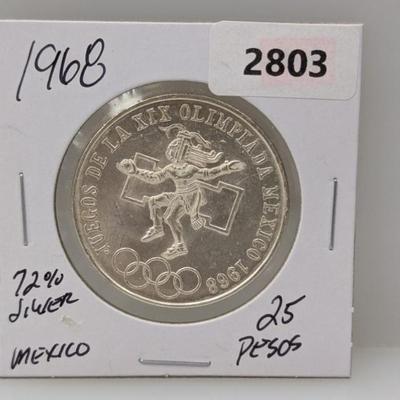 1968
2803
JUEGOS DE LA XIX OLIMPIADA MEXICO 1968
72%
SILVER
MEXICO
25
PESOS